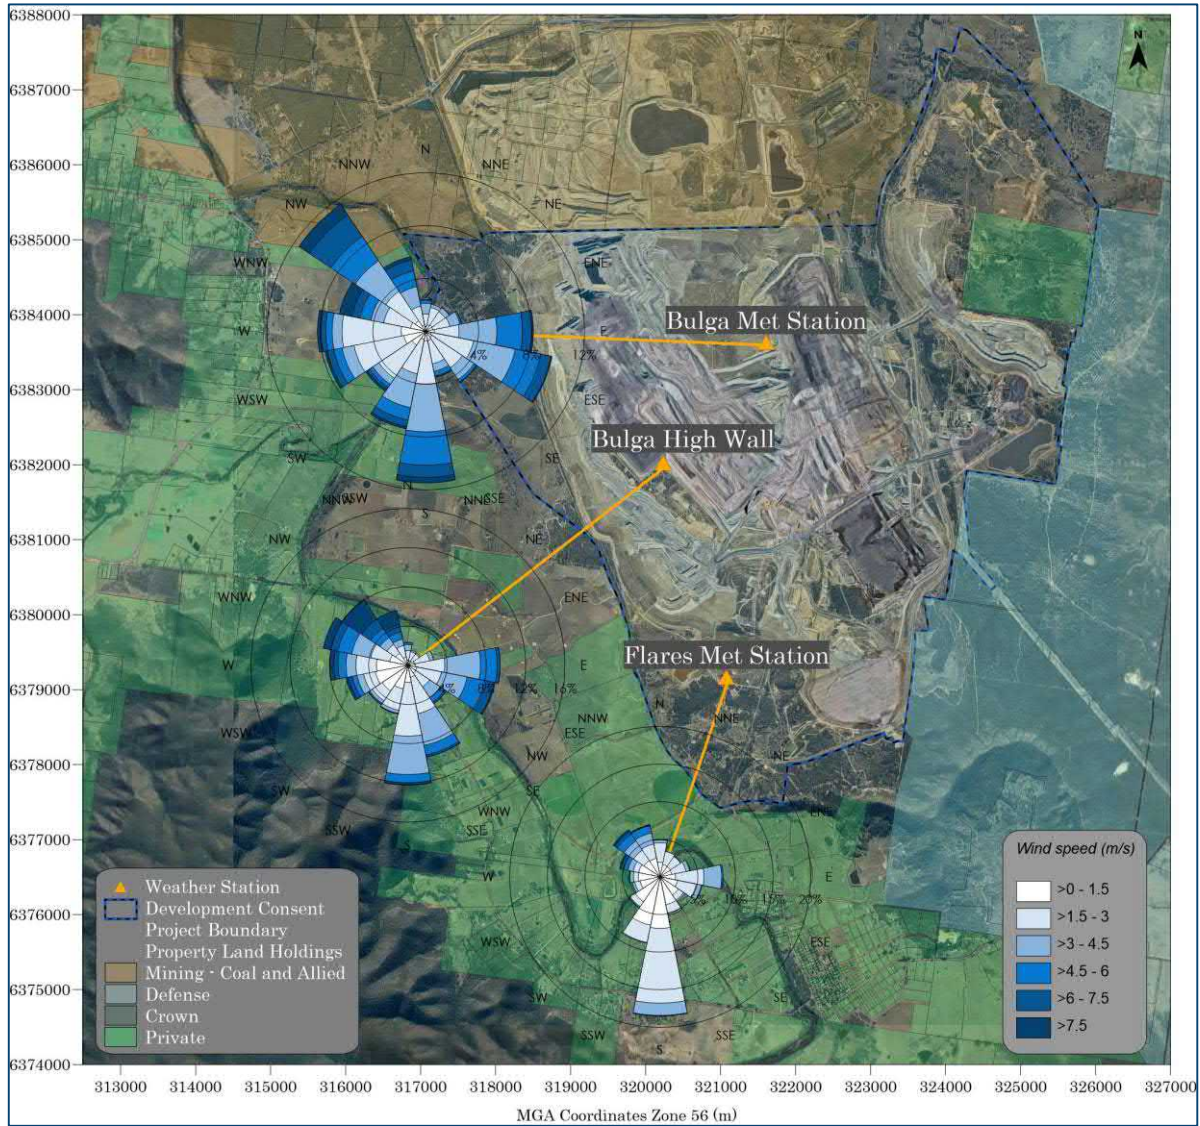 6388000
6387000
6386000
6385000
6384000
6383000
6382000
6381000
6380000
6379000
6378000
6377000
6376000
6375000
6374000
N
N
NNW
NNE
NW
NE
WNW
ENE
W
E
4%
8%
12%
WSW
ESE
SW
SE
SSW
SSE
S
Bulga Met Station
Bulga High Wall
N
NNW
NNE
NW
NE
WNW
ENE
W
E
4%
8%
12%
16%
WSW
ESE
SW
SE
SSW
SSE
S
Flares Met Station
N
NNW
NNE
NW
NE
WNW
ENE
W
E
5%
10%
15%
20%
WSW
ESE
SW
SE
SSW
SSE
S
Weather Station
Development Consent
Project Boundary
Property Land Holdings
Mining - Coal and Allied
Defense
Crown
Private
Wind speed (m/s)
>0 - 1.5
>1.5 - 3
>3 - 4.5
>4.5 - 6
>6 - 7.5
>7.5
313000 314000 315000 316000 317000 318000 319000 320000 321000 322000 323000 324000 325000 326000 327000
MGA Coordinates Zone 56 (m)